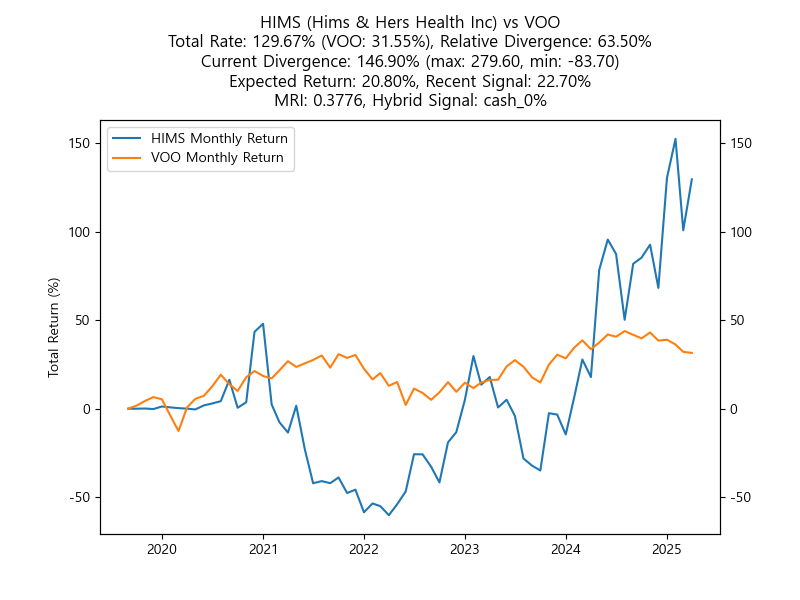 HIMS (Hims & Hers Health Inc) vs VOO
Total Rate: 129.67% (VOO: 31.55%), Relative Divergence: 63.50%
Current Divergence: 146.90% (max: 279.60, min: -83.70)
Expected Return: 20.80%, Recent Signal: 22.70%
MRI: 0.3776, Hybrid Signal: cash_0%
HIMS Monthly Return
VOO Monthly Return
Total Return (%)
150
100
50
0
-50
150
100
50
0
-50
2020 2021 2022 2023 2024 2025